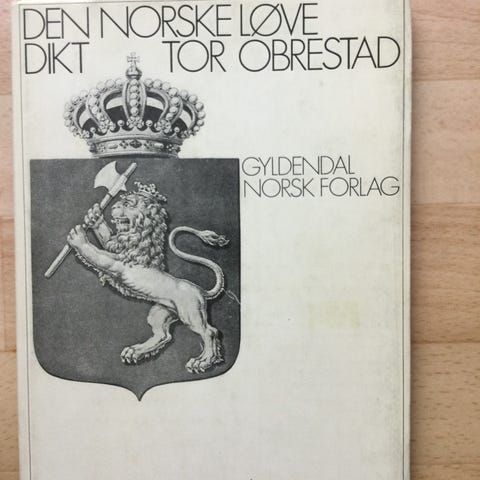 DEN NORSKE LØVE
DIKT TOR OBRESTAD
GYLDENDAL
NORSK FORLAG